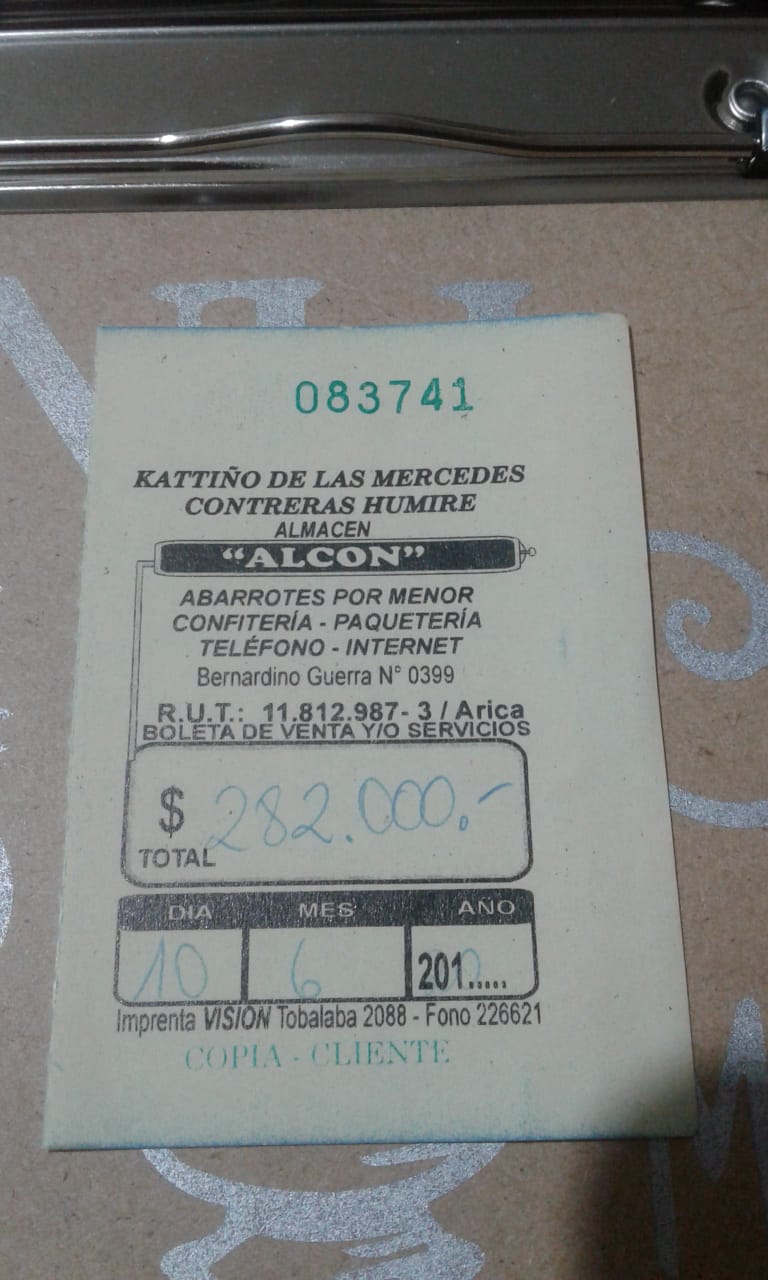 083741
KATTIÑO DE LAS MERCEDES
CONTRERAS HUMIRE
ALMACEN
“ALCON”
ABARROTES POR MENOR
CONFITERÍA - PAQUETERÍA
TELÉFONO - INTERNET
Bernardino Guerra N° 0399
R.U.T.: 11.812.987- 3 / Arica
BOLETA DE VENTA Y/O SERVICIOS
$ 282.000.-
TOTAL
DIA MES AÑO
10 6 201.....
Imprenta VISION Tobalaba 2088 - Fono 226621
COPIA - CLIENTE